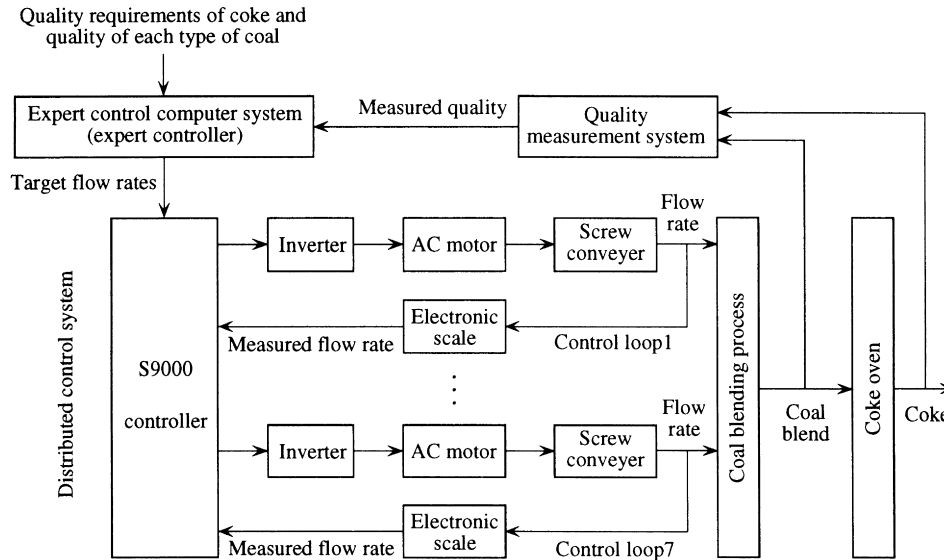 Quality requirements of coke and
quality of each type of coal
Expert control computer system
(expert controller)
Measured quality
Quality
measurement system
Target flow rates
Distributed control system
S9000
controller
Inverter
AC motor
Screw
conveyer
Flow
rate
Electronic
scale
Measured flow rate
Control loop1
Inverter
AC motor
Screw
conveyer
Flow
rate
Electronic
scale
Measured flow rate
Control loop7
Coal blending process
Coal
blend
Coke oven
Coke